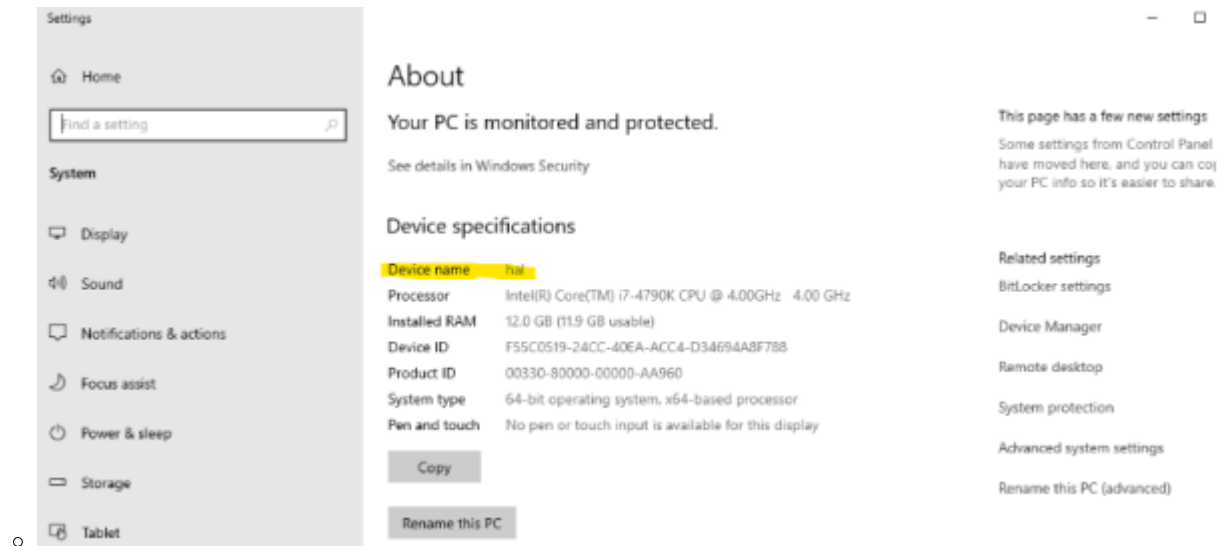 Settings
Home
Find a setting
System
Display
Sound
Notifications & actions
Focus assist
Power & sleep
Storage
Tablet
About
Your PC is monitored and protected.
See details in Windows Security
Device specifications
Device name hal
Processor Intel(R) Core(TM) i7-4790K CPU @ 4.00GHz 4.00 GHz
Installed RAM 12.0 GB (11.9 GB usable)
Device ID F55C0519-24CC-40EA-ACC4-D34694A8F788
Product ID 00330-80000-00000-AA960
System type 64-bit operating system, x64-based processor
Pen and touch No pen or touch input is available for this display
Copy
Rename this PC
This page has a few new settings
Some settings from Control Panel
have moved here, and you can cop
your PC info so it's easier to share.
Related settings
BitLocker settings
Device Manager
Remote desktop
System protection
Advanced system settings
Rename this PC (advanced)